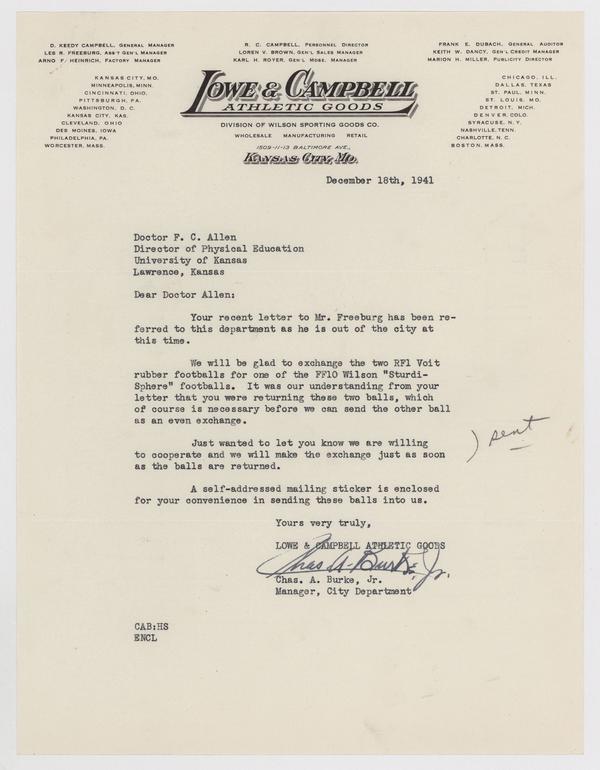 D. KEEDY CAMPBELL, GENERAL MANAGER
LES R. FREEBURG, ASS'T GEN'L MANAGER
ARNO F. HEINRICH, FACTORY MANAGER
R. C. CAMPBELL, PERSONNEL DIRECTOR
LOREN V. BROWN, GEN'L SALES MANAGER
KARL H. ROYER, GEN'L MDSE. MANAGER
FRANK E. DUBACH, GENERAL AUDITOR
KEITH W. DANCY, GEN'L CREDIT MANAGER
MARION H. MILLER, PUBLICITY DIRECTOR
KANSAS CITY, MO.
MINNEAPOLIS, MINN.
CINCINNATI, OHIO.
PITTSBURGH, PA.
WASHINGTON, D. C.
KANSAS CITY, KAS.
CLEVELAND, OHIO
DES MOINES, IOWA
PHILADELPHIA, PA.
WORCESTER, MASS.
LOWE & CAMPBELL
ATHLETIC GOODS
DIVISION OF WILSON SPORTING GOODS CO.
WHOLESALE MANUFACTURING RETAIL
1509-11-13 BALTIMORE AVE.,
KANSAS CITY, MO.
CHICAGO, ILL.
DALLAS, TEXAS
ST. PAUL, MINN.
ST. LOUIS, MO.
DETROIT, MICH.
DENVER, COLO.
SYRACUSE, N.Y.
NASHVILLE, TENN.
CHARLOTTE, N.C.
BOSTON, MASS.
December 18th, 1941
Doctor F. C. Allen
Director of Physical Education
University of Kansas
Lawrence, Kansas
Dear Doctor Allen:
Your recent letter to Mr. Freeburg has been re-
ferred to this department as he is out of the city at
this time.
We will be glad to exchange the two RF1 Voit
rubber footballs for one of the FF10 Wilson "Sturdi-
Sphere" footballs. It was our understanding from your
letter that you were returning these two balls, which
of course is necessary before we can send the other ball
as an even exchange.
) sent
Just wanted to let you know we are willing
to cooperate and we will make the exchange just as soon
as the balls are returned.
A self-addressed mailing sticker is enclosed
for your convenience in sending these balls into us.
Yours very truly,
LOWE & CAMPBELL ATHLETIC GOODS
Chas A. Burke, Jr.
Chas. A. Burke, Jr.
Manager, City Department
CAB:HS
ENCL